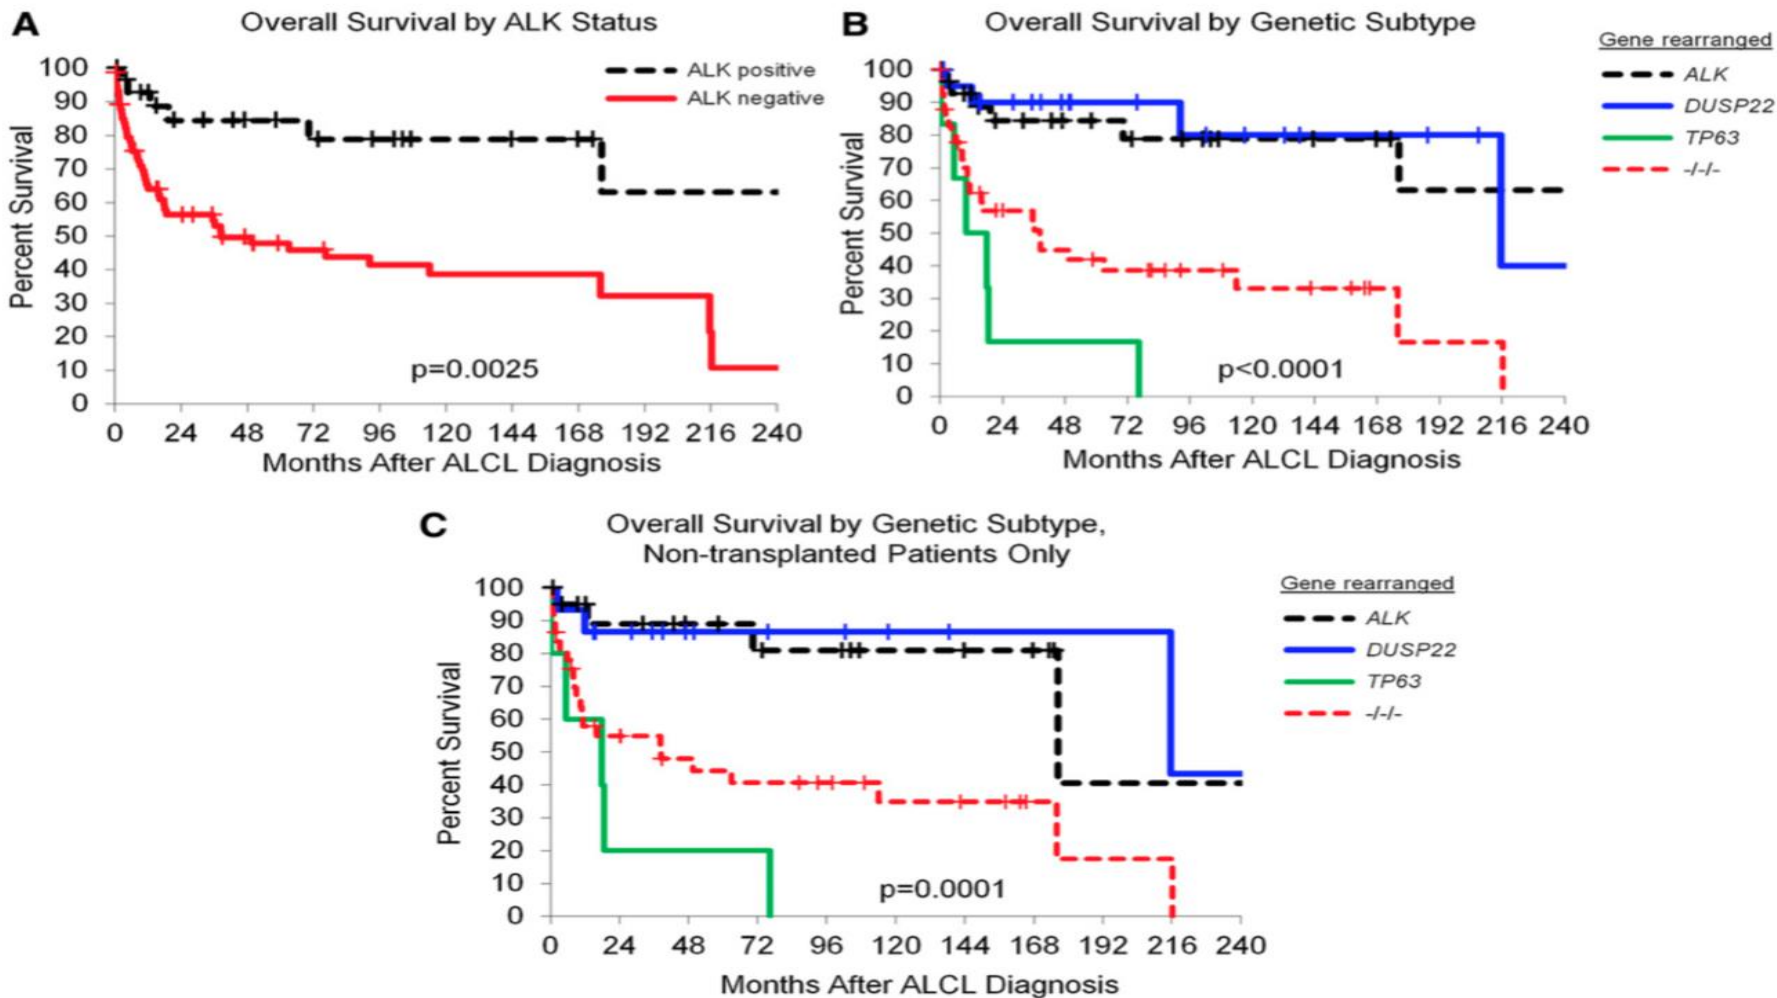 A
Overall Survival by ALK Status
ALK positive
ALK negative
Percent Survival
100
90
80
70
60
50
40
30
20
10
0
p=0.0025
0 24 48 72 96 120 144 168 192 216 240
Months After ALCL Diagnosis
B
Overall Survival by Genetic Subtype
Gene rearranged
ALK
DUSP22
TP63
-/-/-
Percent Survival
100
90
80
70
60
50
40
30
20
10
0
p<0.0001
0 24 48 72 96 120 144 168 192 216 240
Months After ALCL Diagnosis
C
Overall Survival by Genetic Subtype,
Non-transplanted Patients Only
Gene rearranged
ALK
DUSP22
TP63
-/-/-
Percent Survival
100
90
80
70
60
50
40
30
20
10
0
p=0.0001
0 24 48 72 96 120 144 168 192 216 240
Months After ALCL Diagnosis